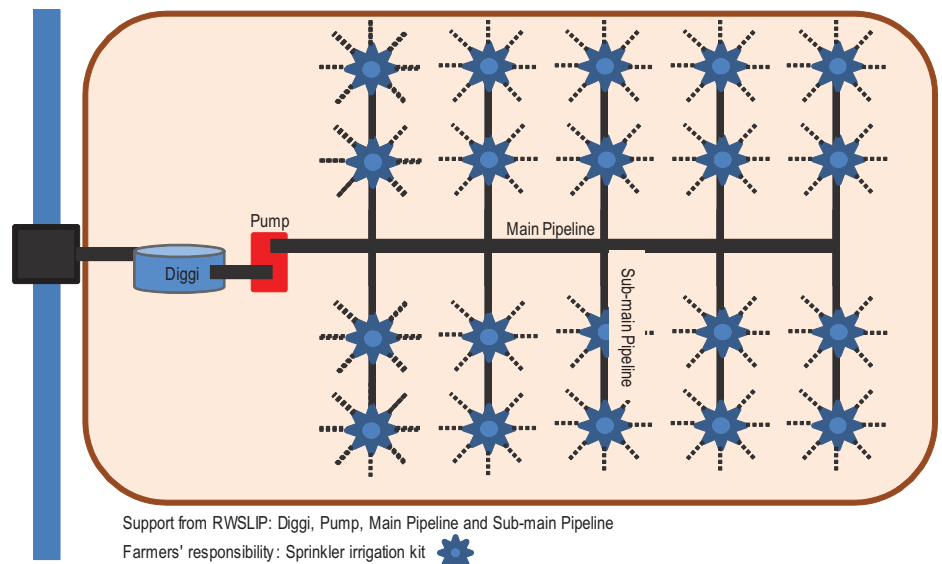 Pump
Main Pipeline
Diggi
Sub-main Pipeline
Support from RWSLIP: Diggi, Pump, Main Pipeline and Sub-main Pipeline
Farmers' responsibility: Sprinkler irrigation kit